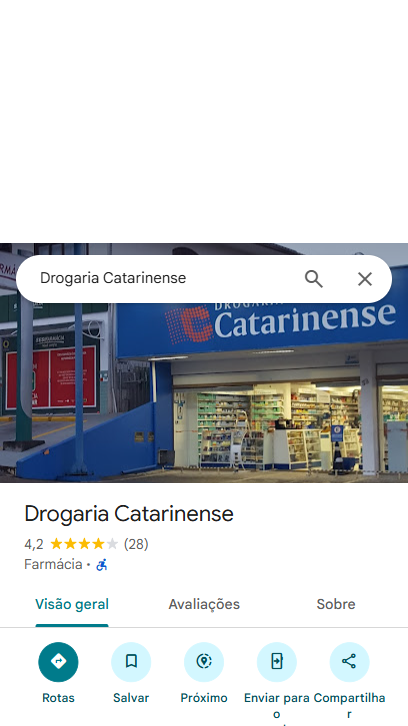 Drogaria Catarinense
Catarinense
Drogaria Catarinense
4,2 (28)
Farmácia ·
Visão geral Avaliações Sobre
Rotas Salvar Próximo Enviar para o Compartilhar